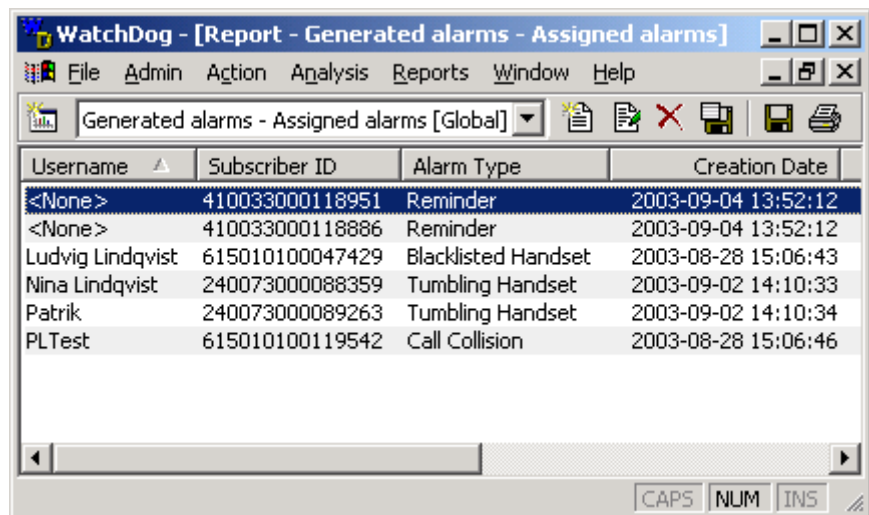 WatchDog - [Report - Generated alarms - Assigned alarms]
File Admin Action Analysis Reports Window Help
Generated alarms - Assigned alarms [Global]
Username Subscriber ID Alarm Type Creation Date
<None> 410033000118951 Reminder 2003-09-04 13:52:12
<None> 410033000118886 Reminder 2003-09-04 13:52:12
Ludvig Lindqvist 615010100047429 Blacklisted Handset 2003-08-28 15:06:43
Nina Lindqvist 240073000088359 Tumbling Handset 2003-09-02 14:10:33
Patrik 240073000089263 Tumbling Handset 2003-09-02 14:10:34
PLTest 615010100119542 Call Collision 2003-08-28 15:06:46
CAPS NUM INS